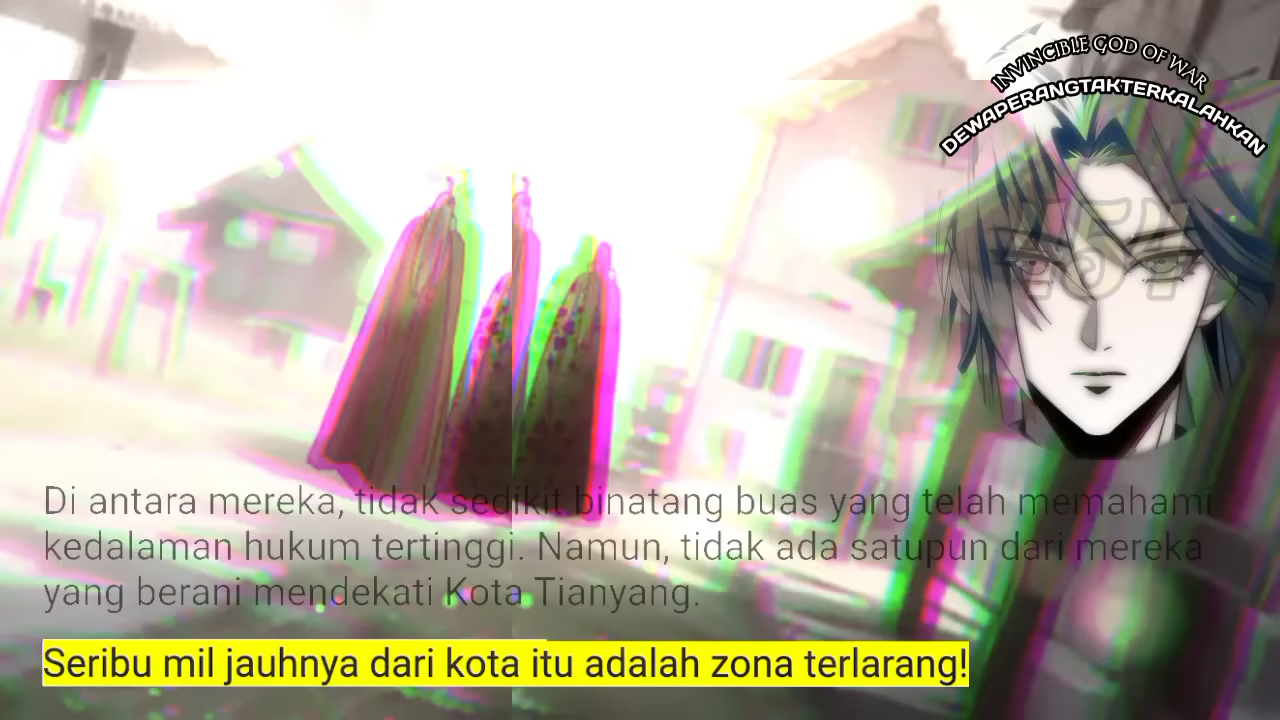 INVINCIBLE GOD OF WAR
DEWAPERANGTAKTERKALAHKAN
Di antara mereka, tidak sedikit binatang buas yang telah memahami
kedalaman hukum tertinggi. Namun, tidak ada satupun dari mereka
yang berani mendekati Kota Tianyang.
Seribu mil jauhnya dari kota itu adalah zona terlarang!